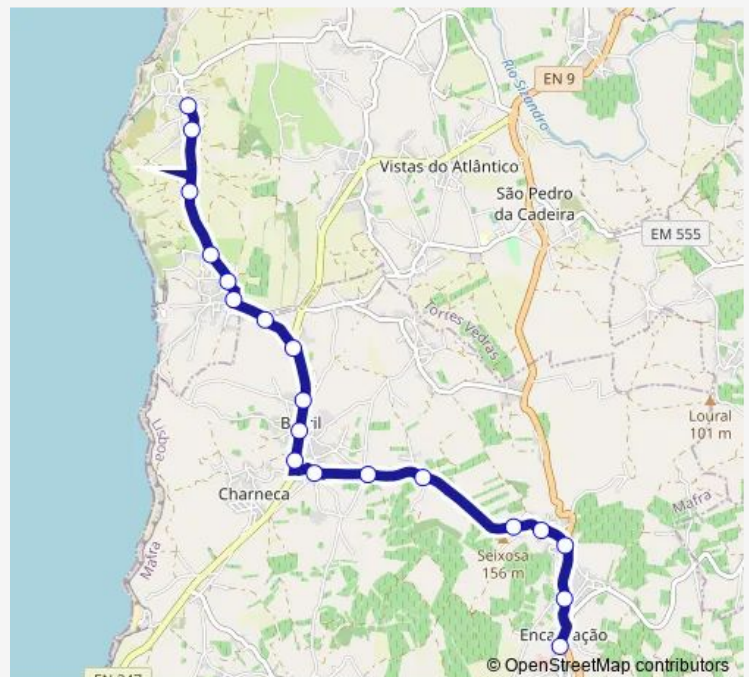 EN 9
Rio Sizandro
Vistas do Atlântico
São Pedro
da Cadeira
EM 555
Torres Vedras
Lisboa
Loural
101 m
Charneca
Mafra
Mafra
Seixosa
156 m
© OpenStreetMap contributors